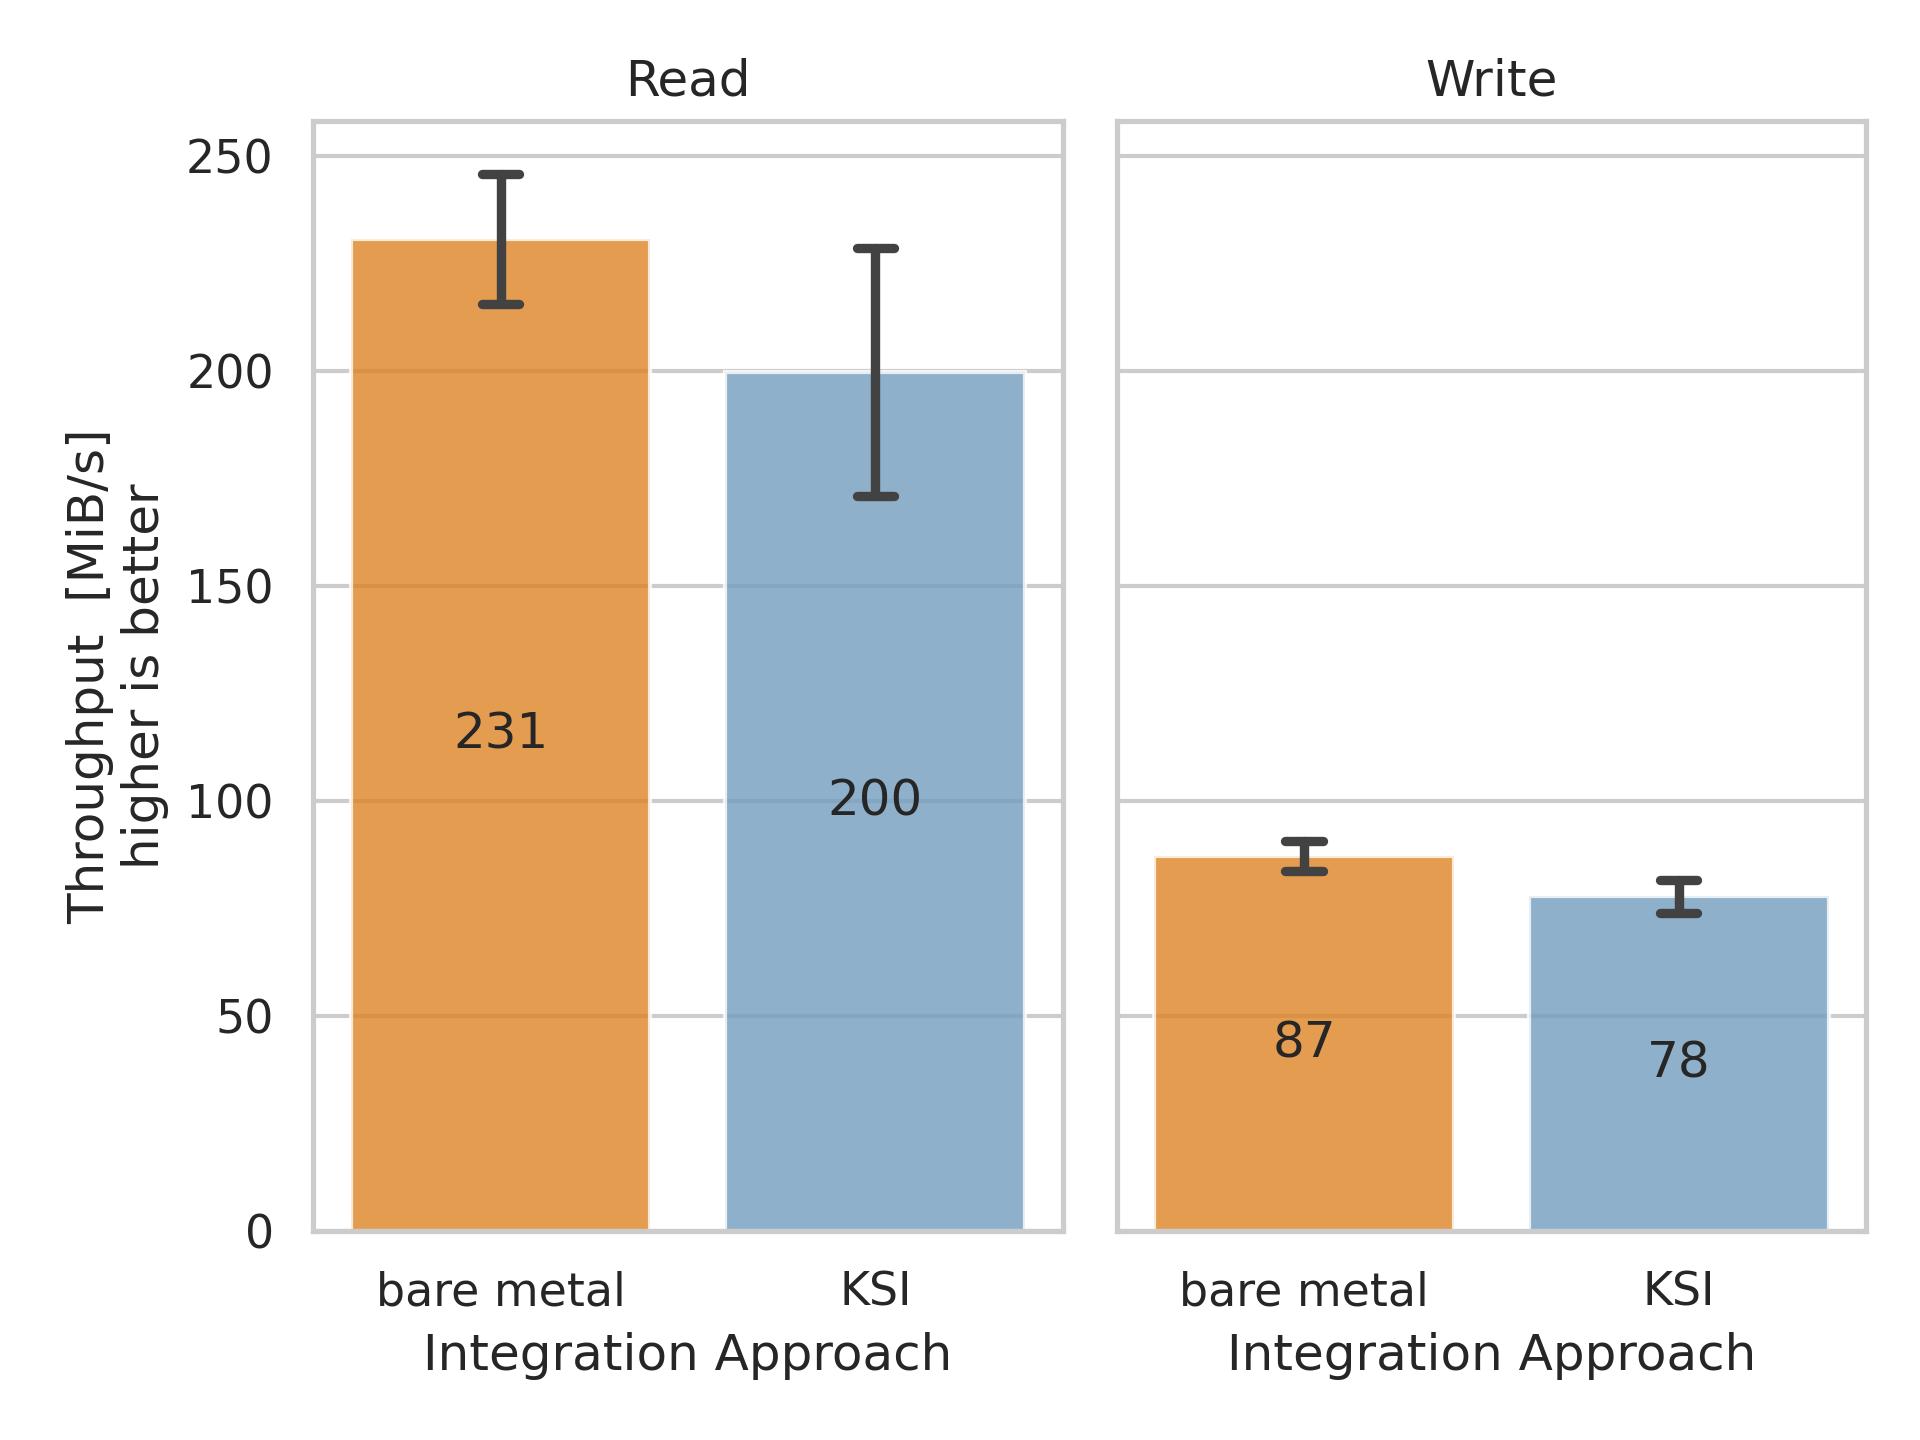 Read
Write
Throughput [MiB/s]
higher is better
250
200
150
100
50
0
231
200
87
78
bare metal
KSI
bare metal
KSI
Integration Approach
Integration Approach